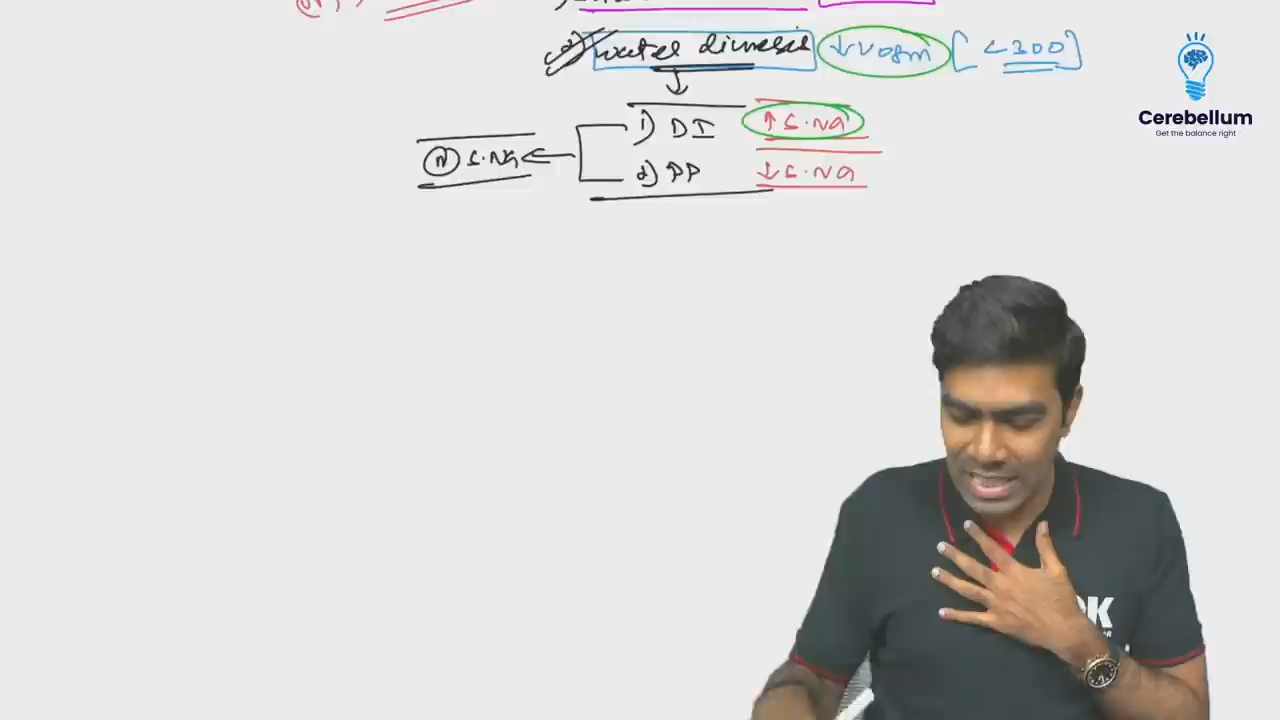 2) water diuresis ↓ Uosm [ <300 ]
1) DI ↑ S.Na
(N) S.Na ←
2) PP ↓ S.Na
Cerebellum
Get the balance right